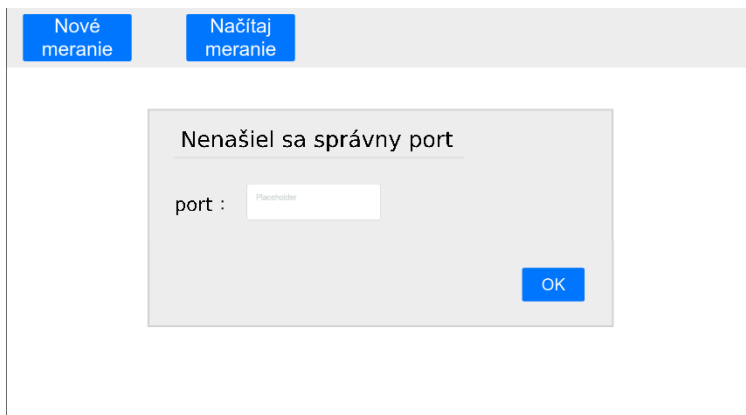 Nové
meranie
Načítaj
meranie
Nenašiel sa správny port
port :
Placeholder
OK